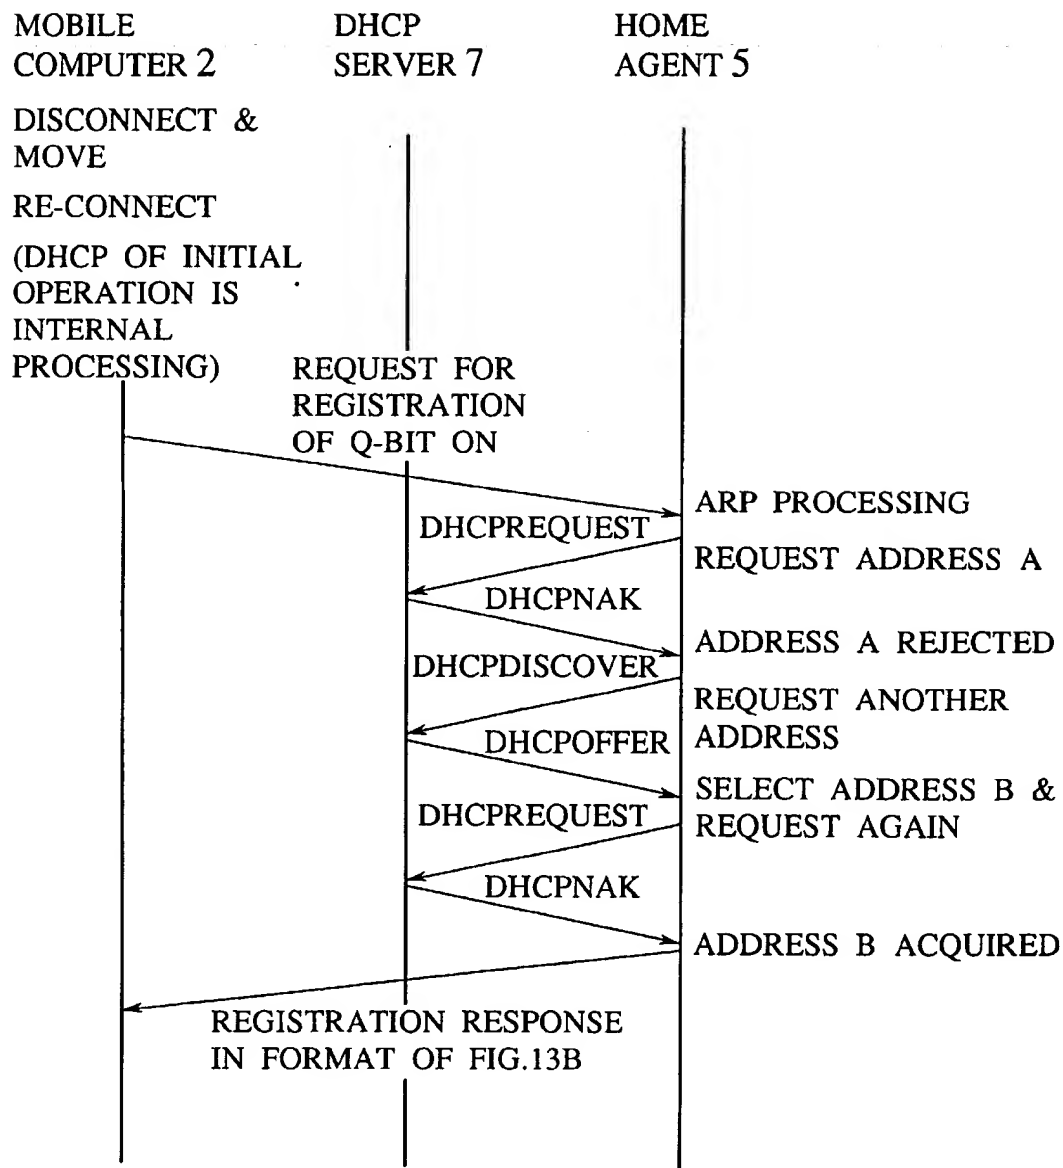 MOBILE
COMPUTER 2
DHCP
SERVER 7
HOME
AGENT 5
DISCONNECT &
MOVE
RE-CONNECT
(DHCP OF INITIAL
OPERATION IS
INTERNAL
PROCESSING)
REQUEST FOR
REGISTRATION
OF Q-BIT ON
ARP PROCESSING
DHCPREQUEST
REQUEST ADDRESS A
DHCPNAK
ADDRESS A REJECTED
DHCPDISCOVER
REQUEST ANOTHER
ADDRESS
DHCPOFFER
SELECT ADDRESS B &
REQUEST AGAIN
DHCPREQUEST
DHCPNAK
ADDRESS B ACQUIRED
REGISTRATION RESPONSE
IN FORMAT OF FIG.13B